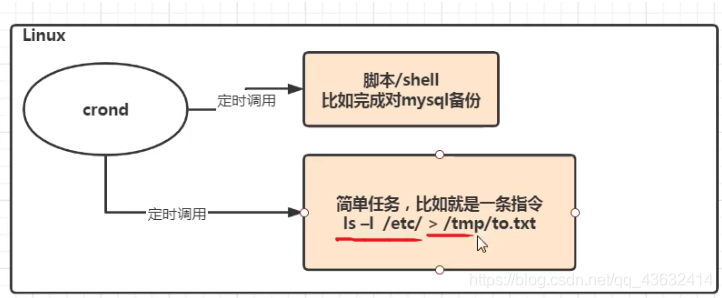 Linux
crond
定时调用
脚本/shell
比如完成对mysql备份
定时调用
简单任务，比如就是一条指令
ls –l /etc/ > /tmp/to.txt
https://blog.csdn.net/qq_43632414